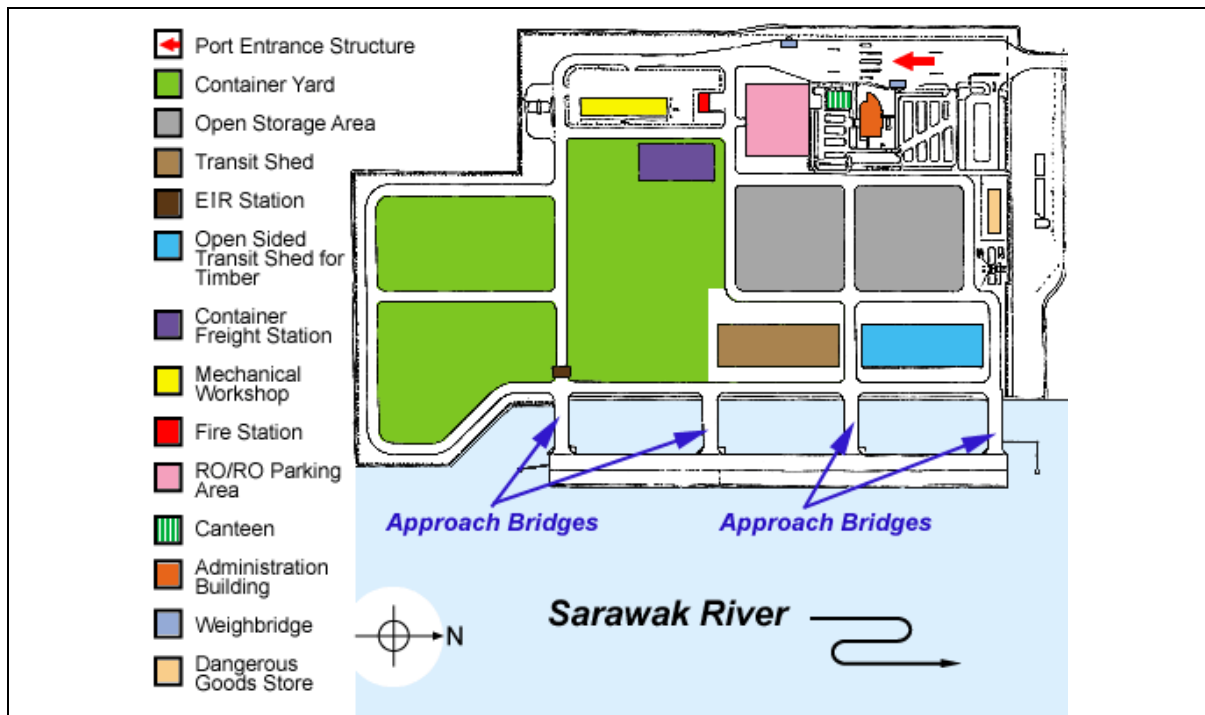 Port Entrance Structure
Container Yard
Open Storage Area
Transit Shed
EIR Station
Open Sided
Transit Shed for
Timber
Container
Freight Station
Mechanical
Workshop
Fire Station
RO/RO Parking
Area
Canteen
Administration
Building
Weighbridge
Dangerous
Goods Store
Approach Bridges
Approach Bridges
Sarawak River
N